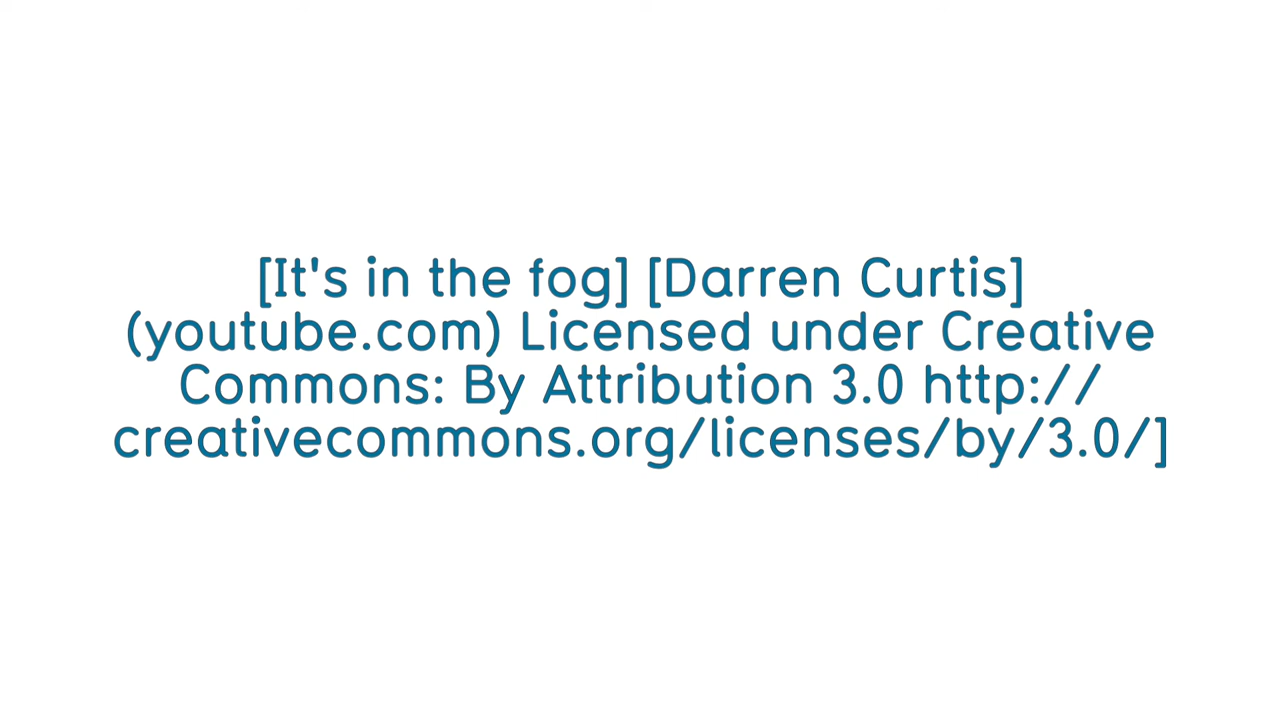 [It's in the fog] [Darren Curtis]
(youtube.com) Licensed under Creative
Commons: By Attribution 3.0 http://
creativecommons.org/licenses/by/3.0/]